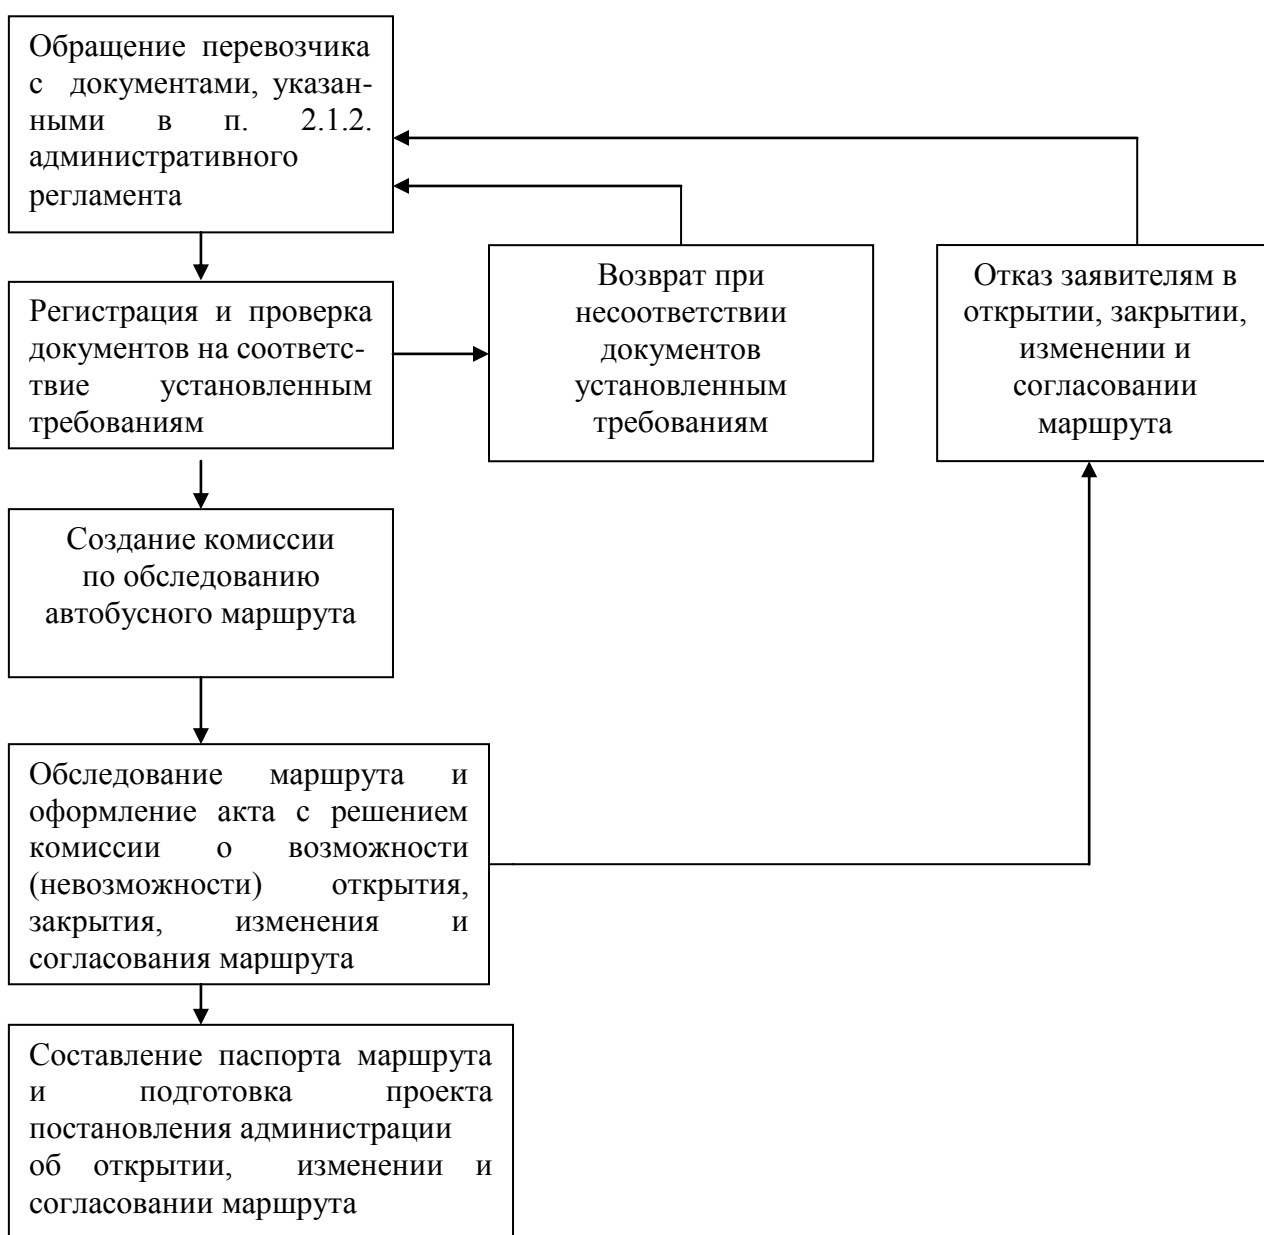 Обращение перевозчика
с документами, указан-
ными в п. 2.1.2.
административного
регламента
Регистрация и проверка
документов на соответс-
твие установленным
требованиям
Возврат при
несоответствии
документов
установленным
требованиям
Отказ заявителям в
открытии, закрытии,
изменении и
согласовании
маршрута
Создание комиссии
по обследованию
автобусного маршрута
Обследование маршрута и
оформление акта с решением
комиссии о возможности
(невозможности) открытия,
закрытия, изменения и
согласования маршрута
Составление паспорта маршрута
и подготовка проекта
постановления администрации
об открытии, изменении и
согласовании маршрута